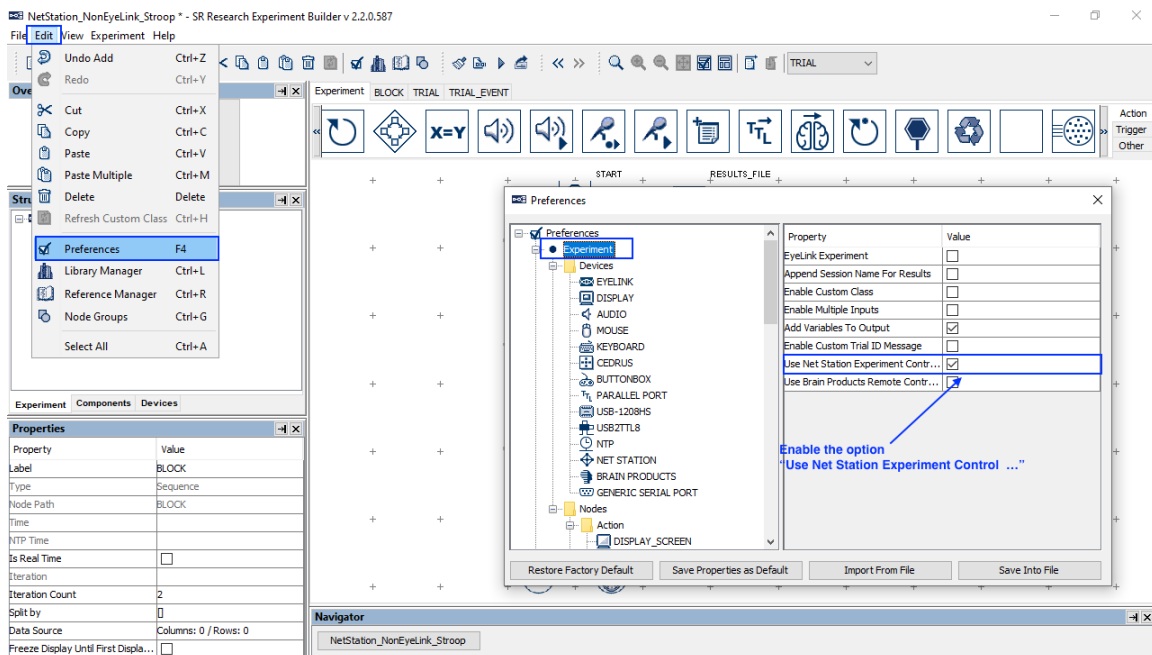 NetStation_NonEyeLink_Stroop * - SR Research Experiment Builder v 2.2.0.587
File Edit View Experiment Help
Undo Add Ctrl+Z
Redo Ctrl+Y
Cut Ctrl+X
Copy Ctrl+C
Paste Ctrl+V
Paste Multiple Ctrl+M
Delete Delete
Refresh Custom Class Ctrl+H
Preferences F4
Library Manager Ctrl+L
Reference Manager Ctrl+R
Node Groups Ctrl+G
Select All Ctrl+A
TRIAL
Ove
Stru
Experiment BLOCK TRIAL TRIAL_EVENT
X=Y
TTL
Action
Trigger
Other
START
RESULTS_FILE
Experiment Components Devices
Properties
Property Value
Label BLOCK
Type Sequence
Node Path BLOCK
Time
NTP Time
Is Real Time
Iteration
Iteration Count 2
Split by []
Data Source Columns: 0 / Rows: 0
Freeze Display Until First Displa...
Preferences
Preferences
Experiment
Devices
EYELINK
DISPLAY
AUDIO
MOUSE
KEYBOARD
CEDRUS
BUTTONBOX
PARALLEL PORT
USB-1208HS
USB2TTL8
NTP
NET STATION
BRAIN PRODUCTS
GENERIC SERIAL PORT
Nodes
Action
DISPLAY_SCREEN
Property Value
EyeLink Experiment
Append Session Name For Results
Enable Custom Class
Enable Multiple Inputs
Add Variables To Output
Enable Custom Trial ID Message
Use Net Station Experiment Contr...
Use Brain Products Remote Contr...
Enable the option
"Use Net Station Experiment Control ..."
Restore Factory Default
Save Properties as Default
Import From File
Save Into File
Navigator
NetStation_NonEyeLink_Stroop